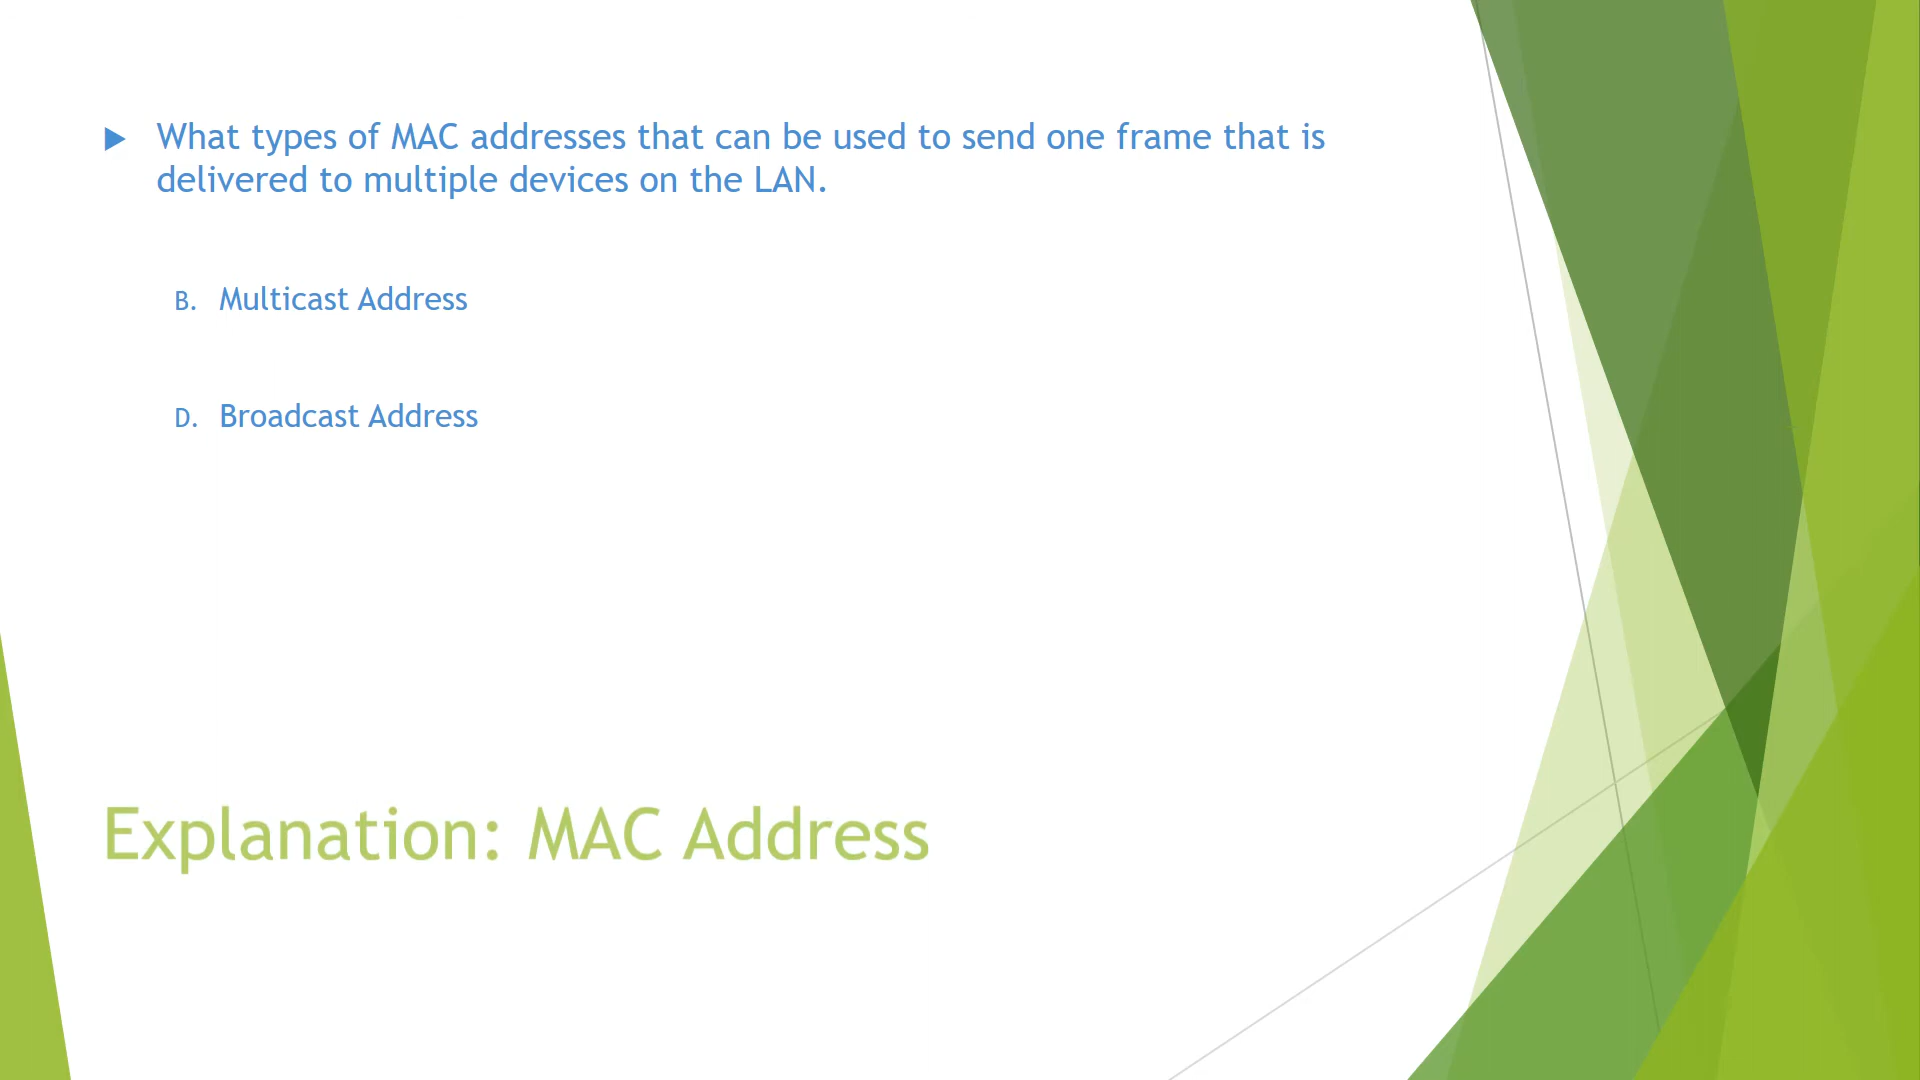 What types of MAC addresses that can be used to send one frame that is
delivered to multiple devices on the LAN.
B. Multicast Address
D. Broadcast Address
Explanation: MAC Address